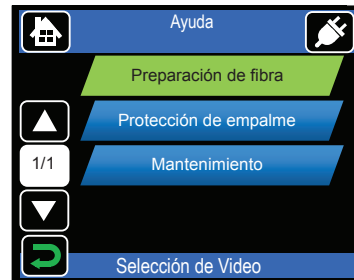 Ayuda
Preparación de fibra
Protección de empalme
1/1
Mantenimiento
Selección de Video